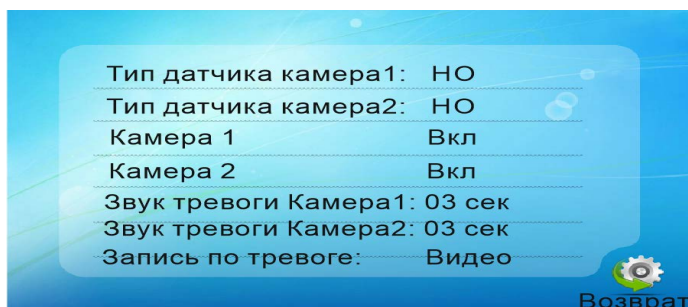 Тип датчика камера1: НО
Тип датчика камера2: НО
Камера 1 Вкл
Камера 2 Вкл
Звук тревоги Камера1: 03 сек
Звук тревоги Камера2: 03 сек
Запись по тревоге: Видео
Возврат